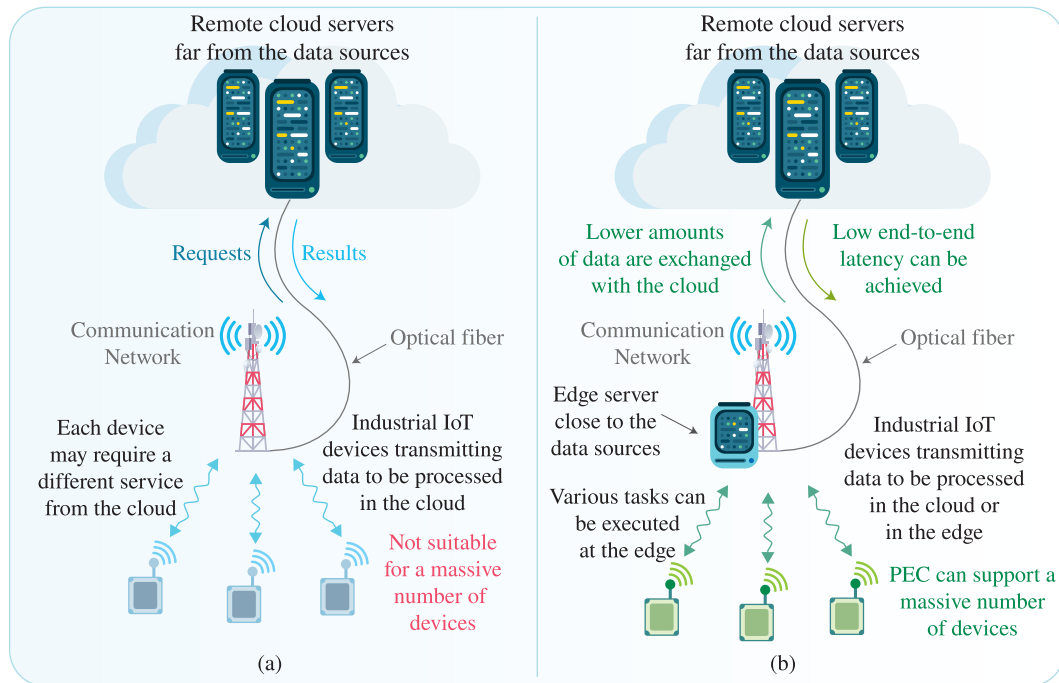 Remote cloud servers
far from the data sources
Requests
Results
Communication
Network
Optical fiber
Each device
may require a
different service
from the cloud
Industrial IoT
devices transmitting
data to be processed
in the cloud
Not suitable
for a massive
number of
devices
(a)
Remote cloud servers
far from the data sources
Lower amounts
of data are exchanged
with the cloud
Low end-to-end
latency can be
achieved
Communication
Network
Optical fiber
Edge server
close to the
data sources
Industrial IoT
devices transmitting
data to be processed
in the cloud or
in the edge
Various tasks can
be executed
at the edge
PEC can support a
massive number
of devices
(b)